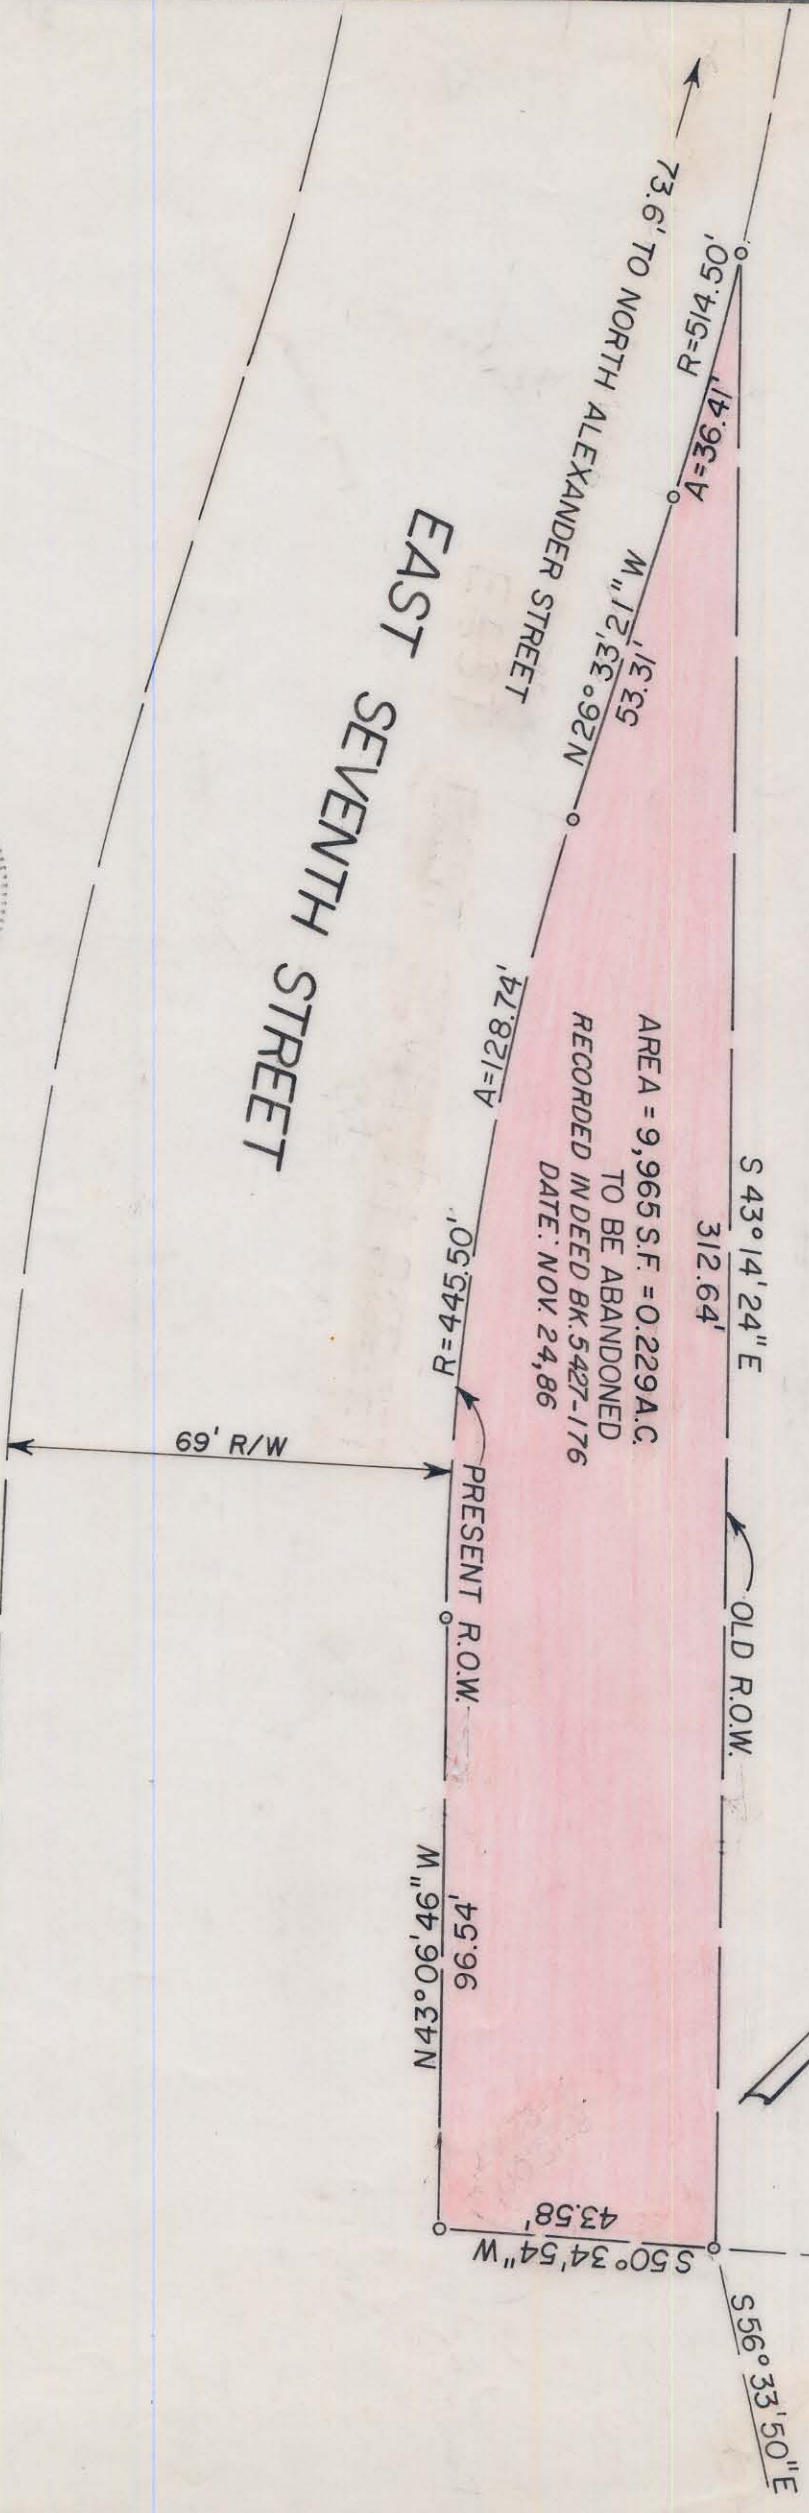 73.6' TO NORTH ALEXANDER STREET
R=514.50'
A=36.41'
N26°33'21"W
53.31'
EAST SEVENTH STREET
A=128.74'
R=445.50'
AREA = 9,965 S.F. = 0.229 A.C.
TO BE ABANDONED
RECORDED IN DEED BK. 5427-176
DATE: NOV. 24, 86
S 43° 14' 24" E
312.64'
69' R/W
PRESENT R.O.W.
OLD R.O.W.
96.54'
N43°06'46"W
43.58'
S50°34'54"W
S56°33'50"E